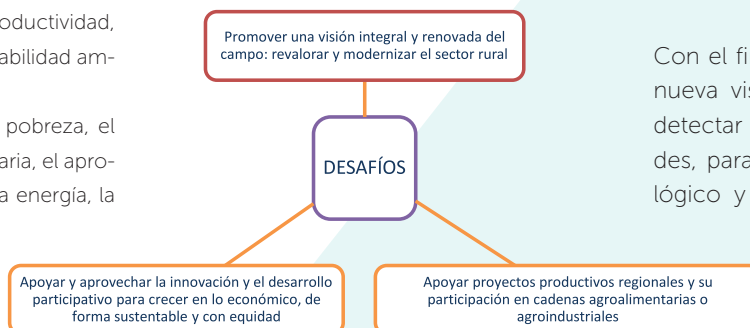 oductividad,
abilidad am-
pobreza, el
aria, el apro-
a energía, la
Promover una visión integral y renovada del
campo: revalorar y modernizar el sector rural
DESAFÍOS
Apoyar y aprovechar la innovación y el desarrollo
participativo para crecer en lo económico, de
forma sustentable y con equidad
Apoyar proyectos productivos regionales y su
participación en cadenas agroalimentarias o
agroindustriales
Con el fi
nueva vis
detectar
des, para
lógico y